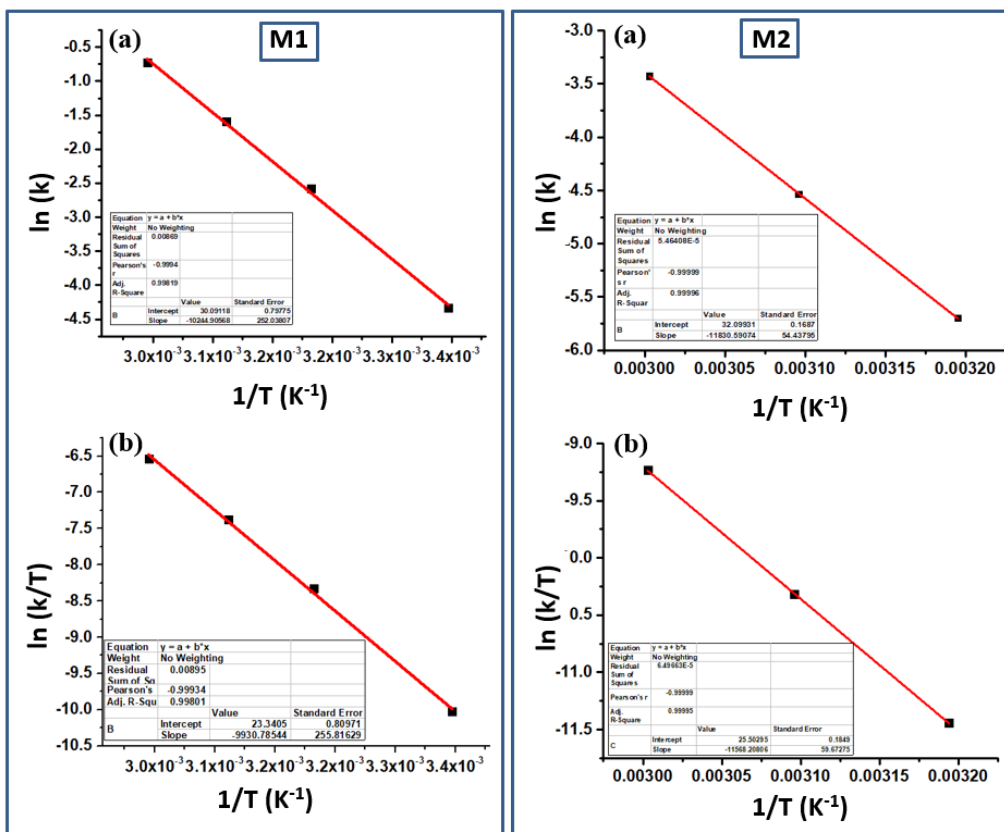 M1
(a)
-0.5
-1.0
-1.5
-2.0
-2.5
-3.0
-3.5
-4.0
-4.5
ln (k)
Equation y = a + b*x
Weight No Weighting
Residual Sum of Squares 0.00869
Pearson's r -0.9994
Adj. R-Square 0.99819
Value Standard Error
B Intercept 30.09118 0.79775
Slope -10244.90568 252.03807
3.0x10-3 3.1x10-3 3.2x10-3 3.2x10-3 3.3x10-3 3.4x10-3
1/T (K-1)
(b)
-6.5
-7.0
-7.5
-8.0
-8.5
-9.0
-9.5
-10.0
-10.5
ln (k/T)
Equation y = a + b*x
Weight No Weighting
Residual Sum of Sq 0.00895
Pearson's -0.99934
Adj. R-Squ 0.99801
Value Standard Error
B Intercept 23.3405 0.80971
Slope -9930.78544 255.81629
3.0x10-3 3.1x10-3 3.2x10-3 3.2x10-3 3.3x10-3 3.4x10-3
1/T (K-1)
M2
(a)
-3.0
-3.5
-4.0
-4.5
-5.0
-5.5
-6.0
ln (k)
Equation y = a + b*x
Weight No Weighting
Residual Sum of Squares 5.46408E-5
Pearson's r -0.99999
Adj. R-Squar 0.99996
Value Standard Error
B Intercept 32.09931 0.1687
Slope -11830.59074 54.43795
0.00300 0.00305 0.00310 0.00315 0.00320
1/T (K-1)
(b)
-9.0
-9.5
0.0
0.5
-11.0
-11.5
ln (k/T)
Equation y = a + b*x
Weight No Weighting
Residual Sum of Squares 6.49663E-5
Pearson's r -0.99999
Adj. R-Square 0.99995
Value Standard Error
C Intercept 25.50295 0.1849
Slope -11568.20806 59.67275
0.00300 0.00305 0.00310 0.00315 0.00320
1/T (K-1)